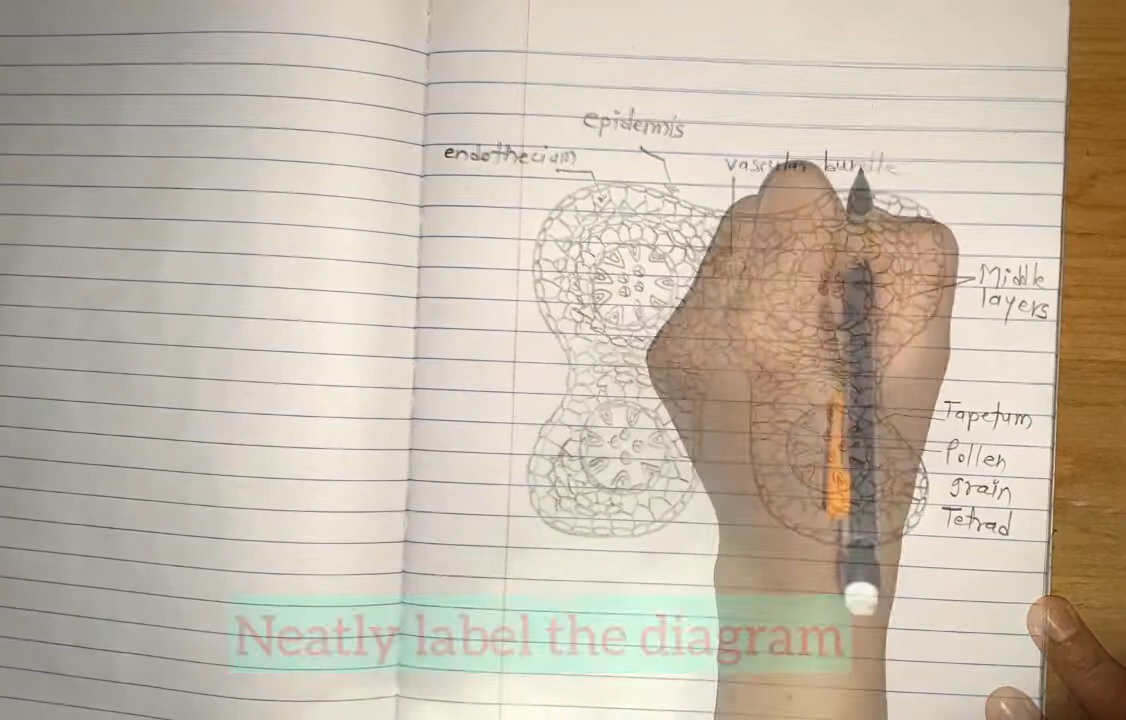 epidermis
endothecium
vascular bundle
Middle
layers
Tapetum
Pollen
grain
Tetrad
Neatly label the diagram